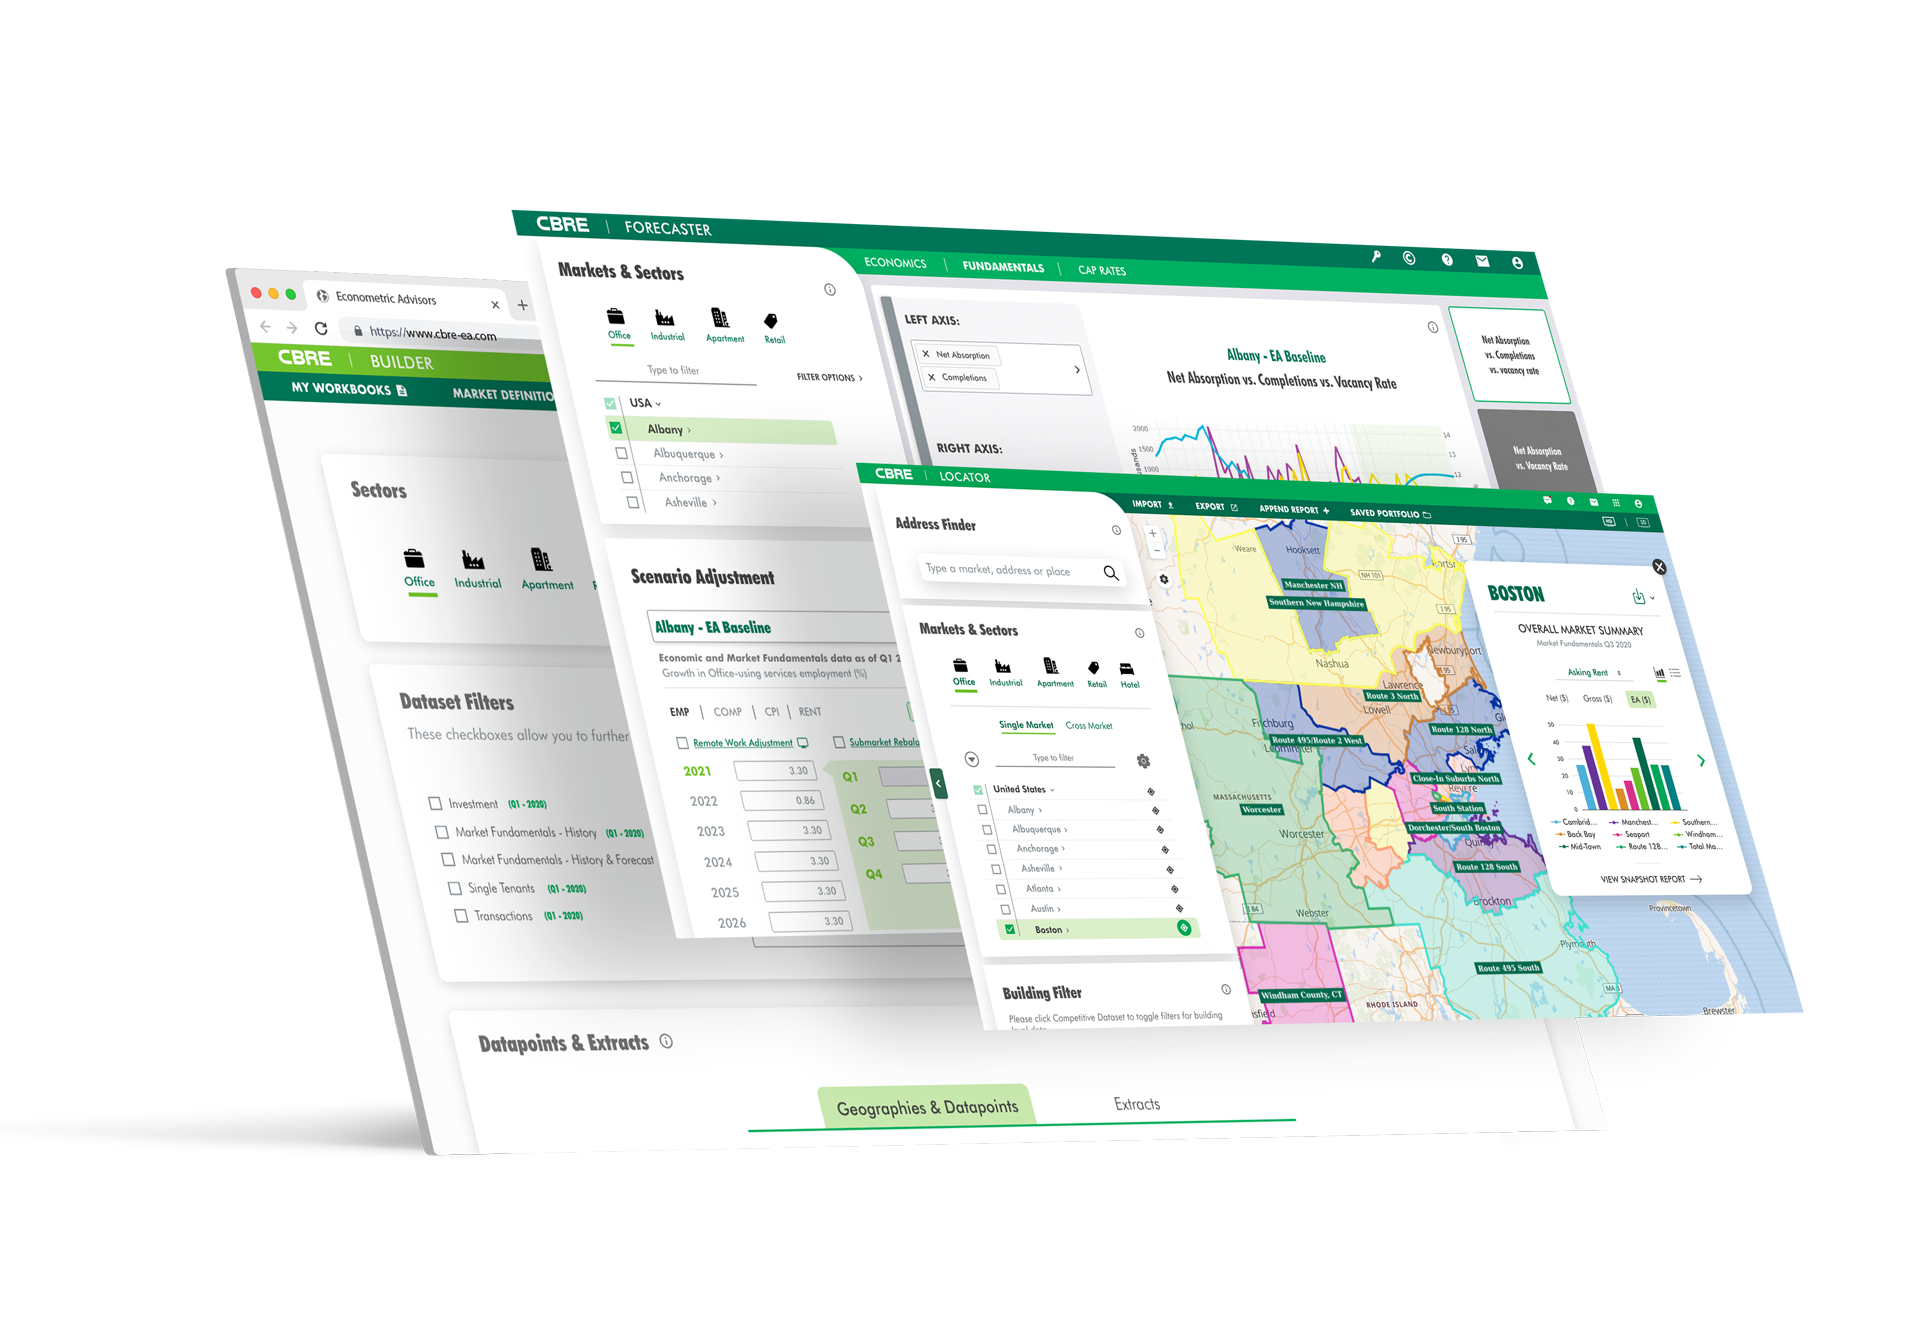 Econometric Advisors
https://www.cbre-ea.com
CBRE | BUILDER
MY WORKBOOKS
MARKET DEFINITIO
Sectors
Office
Industrial
Apartment
Dataset Filters
These checkboxes allow you to further
Investment (Q1 - 2020)
Market Fundamentals - History (Q1 - 2020)
Market Fundamentals - History & Forecast
Single Tenants (Q1 - 2020)
Transactions (Q1 - 2020)
Datapoints & Extracts
Geographies & Datapoints
Extracts
CBRE | FORECASTER
ECONOMICS | FUNDAMENTALS | CAP RATES
Markets & Sectors
Office
Industrial
Apartment
Retail
Type to filter
FILTER OPTIONS >
USA
Albany >
Albuquerque >
Anchorage >
Asheville >
Scenario Adjustment
Albany - EA Baseline
Economic and Market Fundamentals data as of Q1 2
Growth in Office-using services employment (%)
EMP | COMP | CPI | RENT
Remote Work Adjustment
Submarket Rebala
2021 3.30
2022 0.86
2023 3.30
2024 3.30
2025 3.30
2026 3.30
Q1
Q2
Q3
Q4
LEFT AXIS:
× Net Absorption
× Completions
RIGHT AXIS:
Albany - EA Baseline
Net Absorption vs. Completions vs. Vacancy Rate
2000
1500
1000
usands
14
13
12
Net Absorption
vs. Completions
vs. vacancy rate
Net Absorption
vs. Vacancy Rate
CBRE | LOCATOR
IMPORT
EXPORT
APPEND REPORT +
SAVED PORTFOLIO
HD | SD
Address Finder
Type a market, address or place
Markets & Sectors
Office
Industrial
Apartment
Retail
Hotel
Single Market
Cross Market
Type to filter
United States
Albany >
Albuquerque >
Anchorage >
Asheville >
Atlanta >
Austin >
Boston >
Building Filter
Please click Competitive Dataset to toggle filters for building
Weare
Hooksett
I 95
NH 101
Manchester NH
Southern New Hampshire
I 95
Nashua
Newburyport
I 95
Lawrence
Route 3 North
Lowell
Fitchburg
Route 128 North
Route 495/Route 2 West
Leominster
Close-In Suburbs North
Revere
MASSACHUSETTS
Worcester
South Station
Worcester
Dorchester/South Boston
Quincy
Route 128 South
Brockton
Webster
Provincetown
Plymouth
Route 495 South
Windham County, CT
RHODE ISLAND
Brewster
BOSTON
OVERALL MARKET SUMMARY
Market Fundamentals Q3 2020
Asking Rent
Net ($)
Gross ($)
EA ($)
50
40
30
20
10
0
Cambrid...
Manchest...
Southern...
Back Bay
Seaport
Windham...
Mid-Town
Route 128...
Total Ma...
VIEW SNAPSHOT REPORT